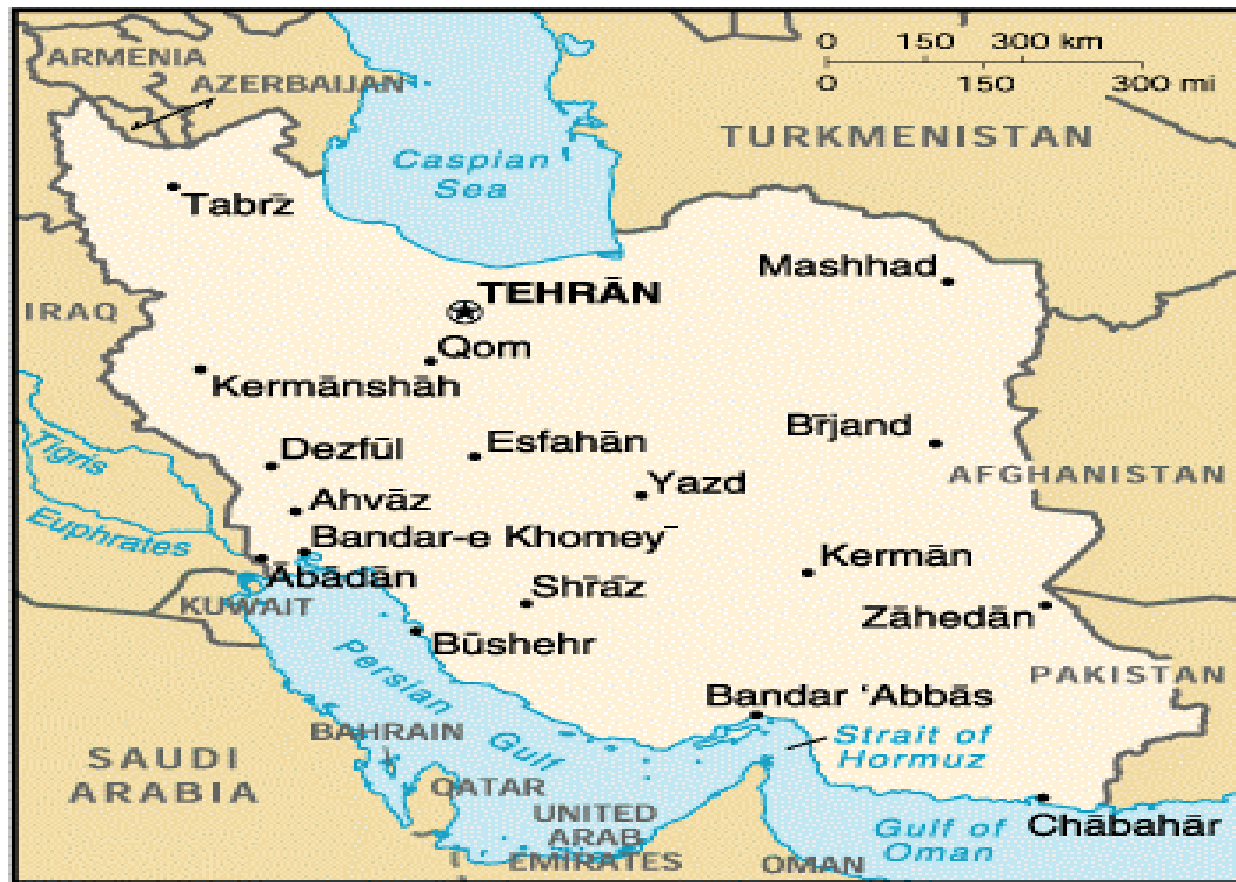 0 150 300 km
0 150 300 mi
ARMENIA
AZERBAIJAN
TURKMENISTAN
Caspian
Sea
Tabrīz
Mashhad
TEHRĀN
IRAQ
Qom
Kermānshāh
Bīrjand
Esfahān
Dezfūl
Tigris
AFGHANISTAN
Yazd
Ahvāz
Euphrates
Bandar-e Khomeyī
Kermān
Ābādān
Shīrāz
KUWAIT
Zāhedān
Būshehr
Persian
Gulf
PAKISTAN
Bandar ‘Abbās
BAHRAIN
Strait of
Hormuz
SAUDI
ARABIA
QATAR
UNITED
ARAB
EMIRATES
Chābahār
Gulf of
Oman
OMAN